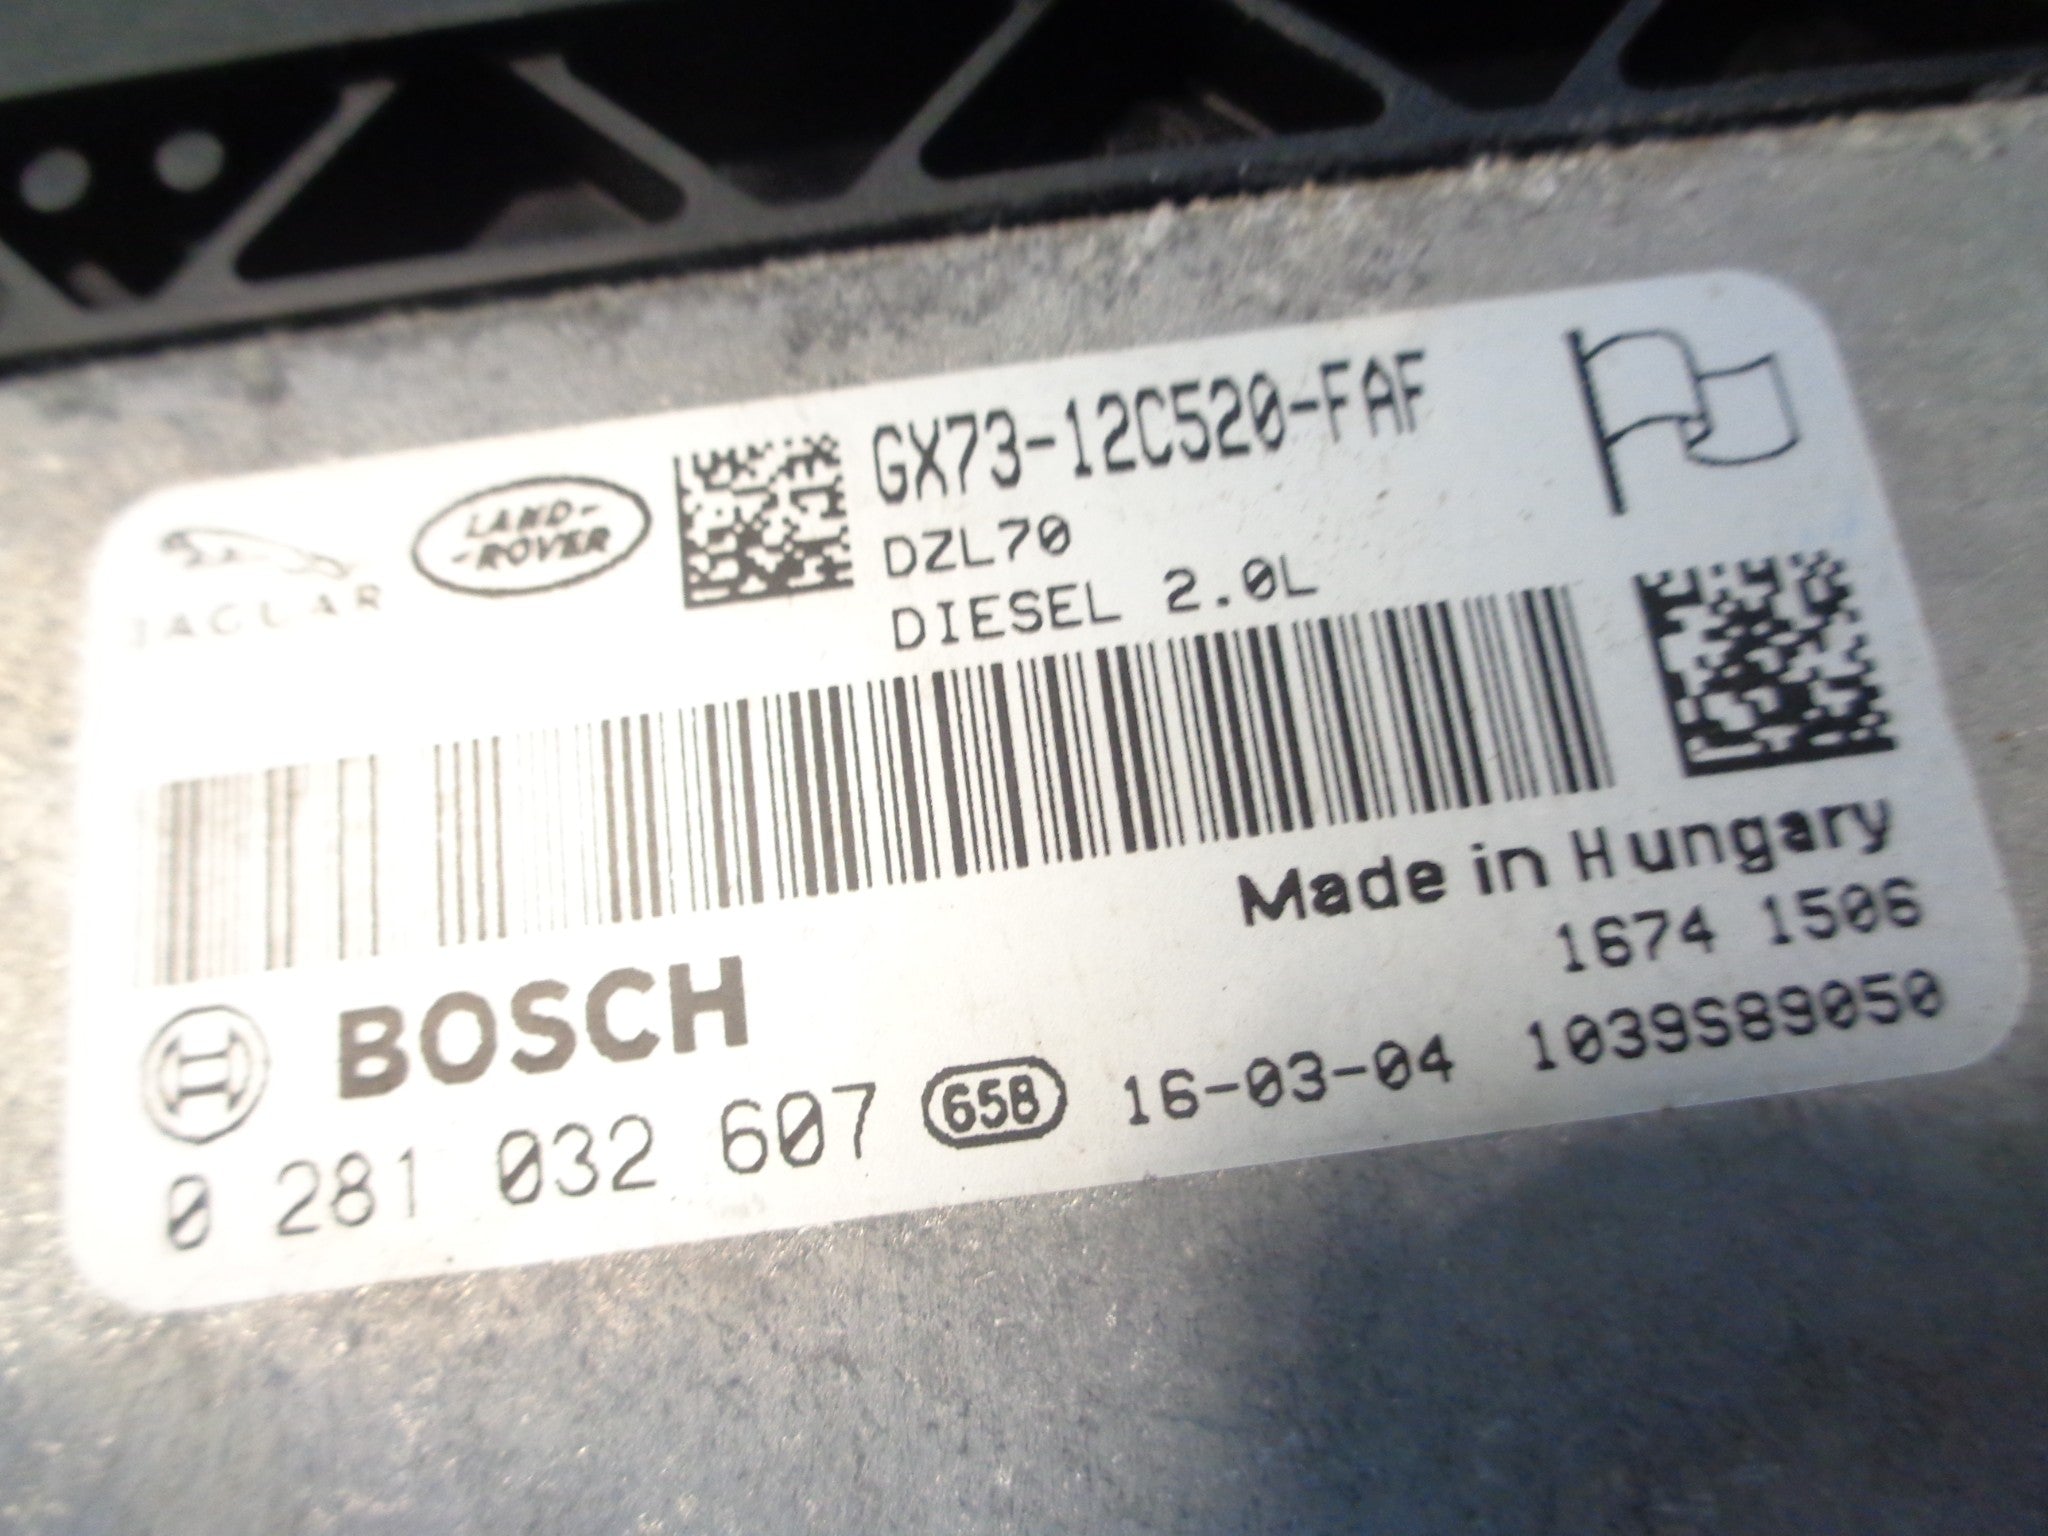 JAGUAR
LAND-
-ROVER
GX73-12C520-FAF
DZL70
DIESEL 2.0L
Made in Hungary
1674 1506
BOSCH
0 281 032 607 658 16-03-04 1039S89050